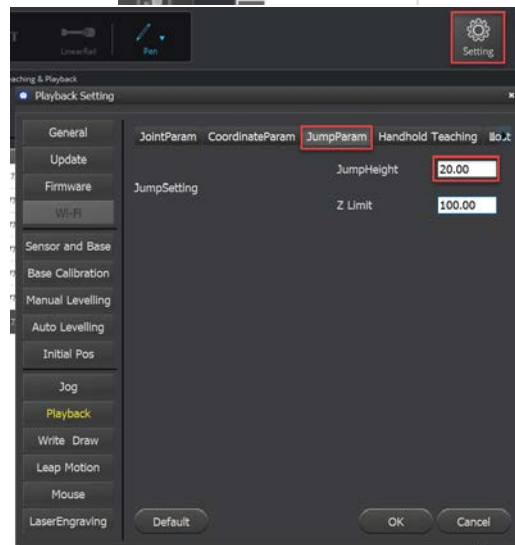 LinearRail
Pen
Setting
Teaching & Playback
Playback Setting
General
Update
Firmware
Wi-Fi
Sensor and Base
Base Calibration
Manual Levelling
Auto Levelling
Initial Pos
Jog
Playback
Write Draw
Leap Motion
Mouse
LaserEngraving
JointParam CoordinateParam JumpParam Handhold Teaching
JumpSetting
JumpHeight 20.00
Z Limit 100.00
Default OK Cancel